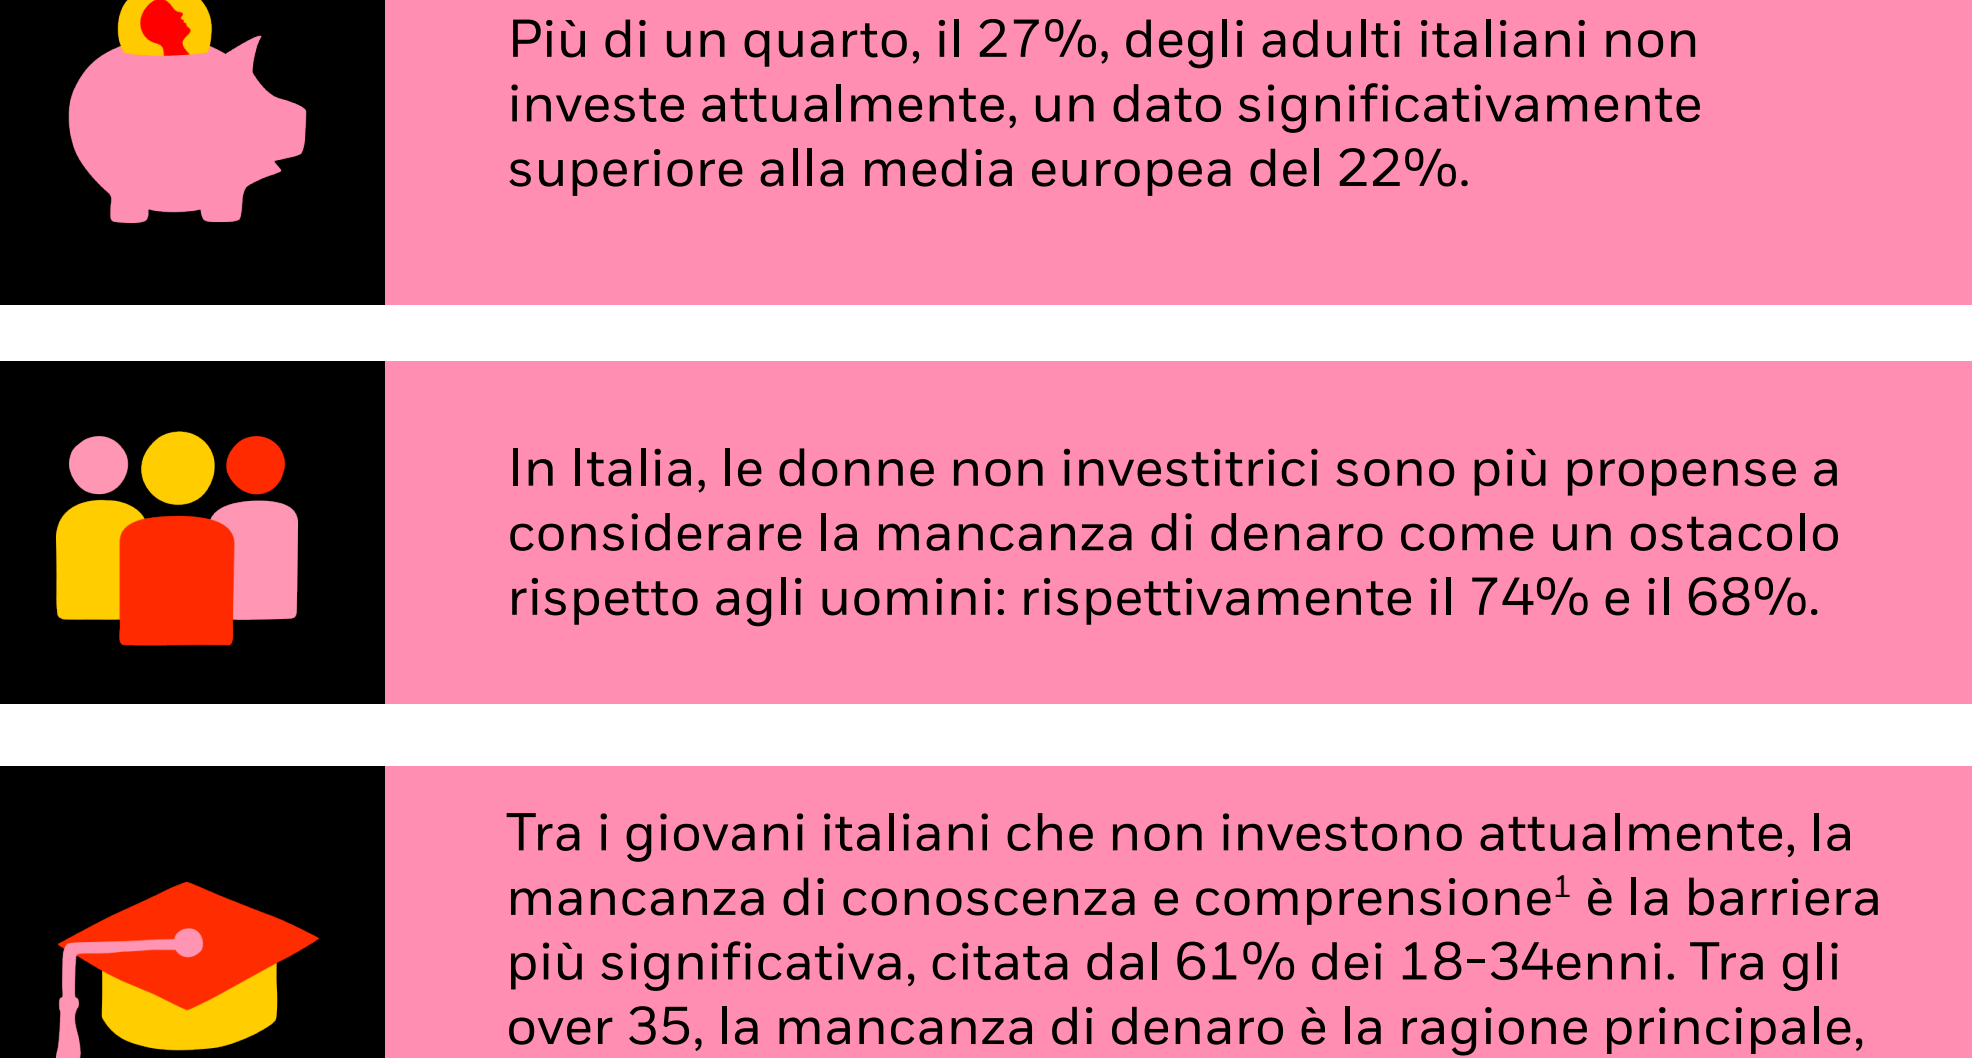 Più di un quarto, il 27%, degli adulti italiani non
investe attualmente, un dato significativamente
superiore alla media europea del 22%.
In Italia, le donne non investitrici sono più propense a
considerare la mancanza di denaro come un ostacolo
rispetto agli uomini: rispettivamente il 74% e il 68%.
Tra i giovani italiani che non investono attualmente, la
mancanza di conoscenza e comprensione¹ è la barriera
più significativa, citata dal 61% dei 18-34enni. Tra gli
over 35, la mancanza di denaro è la ragione principale,